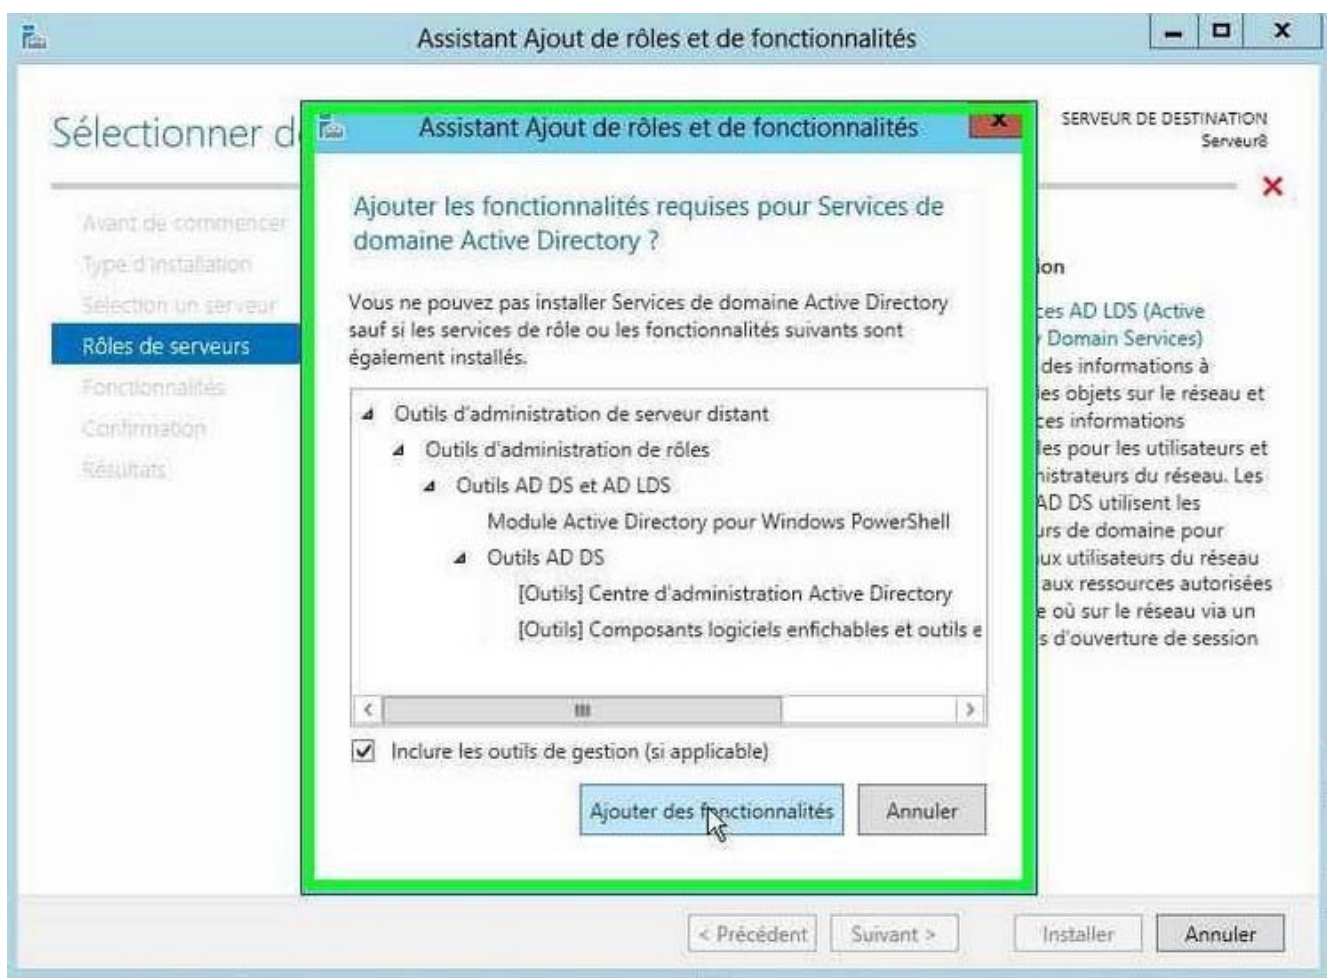 Assistant Ajout de rôles et de fonctionnalités
Sélectionner d
SERVEUR DE DESTINATION
Serveur8
Avant de commencer
Type d'installation
Sélection un serveur
Rôles de serveurs
Fonctionnalités
Confirmation
Résultats
Assistant Ajout de rôles et de fonctionnalités
Ajouter les fonctionnalités requises pour Services de
domaine Active Directory ?
Vous ne pouvez pas installer Services de domaine Active Directory
sauf si les services de rôle ou les fonctionnalités suivants sont
également installés.
Outils d'administration de serveur distant
Outils d'administration de rôles
Outils AD DS et AD LDS
Module Active Directory pour Windows PowerShell
Outils AD DS
[Outils] Centre d'administration Active Directory
[Outils] Composants logiciels enfichables et outils e
Inclure les outils de gestion (si applicable)
Ajouter des fonctionnalités
Annuler
ion
ces AD LDS (Active
Domain Services)
des informations à
les objets sur le réseau et
ces informations
les pour les utilisateurs et
nistrateurs du réseau. Les
AD DS utilisent les
urs de domaine pour
ux utilisateurs du réseau
aux ressources autorisées
e où sur le réseau via un
s d'ouverture de session
< Précédent
Suivant >
Installer
Annuler